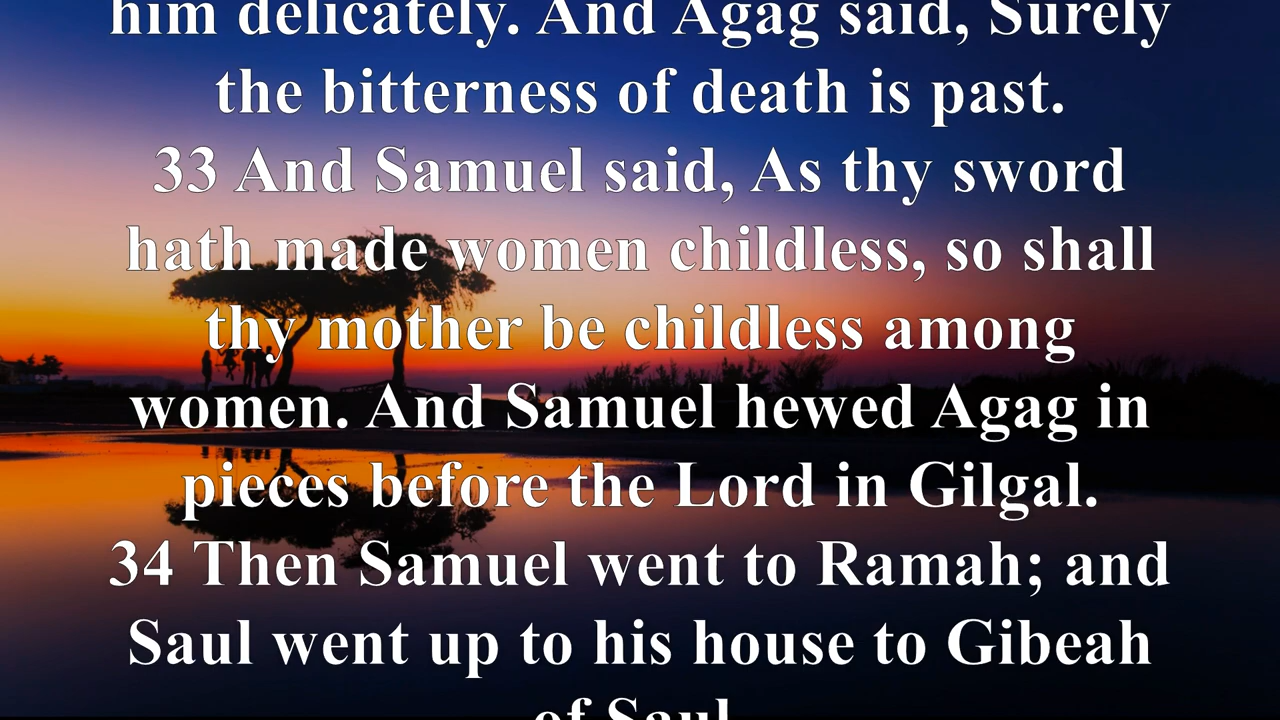 him delicately. And Agag said, Surely
the bitterness of death is past.
33 And Samuel said, As thy sword
hath made women childless, so shall
thy mother be childless among
women. And Samuel hewed Agag in
pieces before the Lord in Gilgal.
34 Then Samuel went to Ramah; and
Saul went up to his house to Gibeah
of Saul